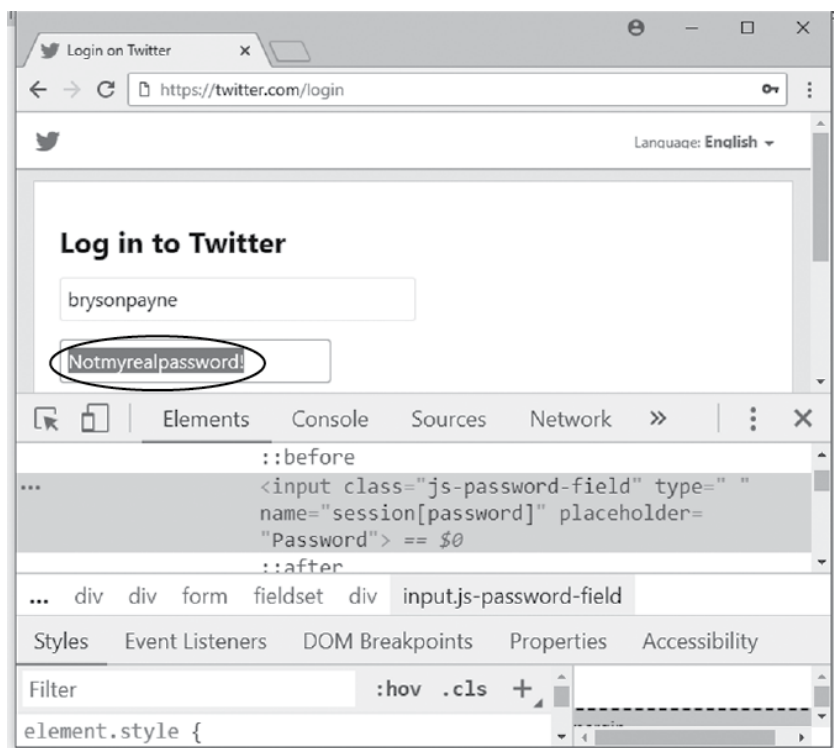 Login on Twitter
https://twitter.com/login
Language: English
Log in to Twitter
brysonpayne
Notmyrealpassword!
Elements Console Sources Network »
::before
... <input class="js-password-field" type=" "
name="session[password]" placeholder=
"Password"> == $0
::after
... div div form fieldset div input.js-password-field
Styles Event Listeners DOM Breakpoints Properties Accessibility
Filter :hov .cls +
element.style {
margin